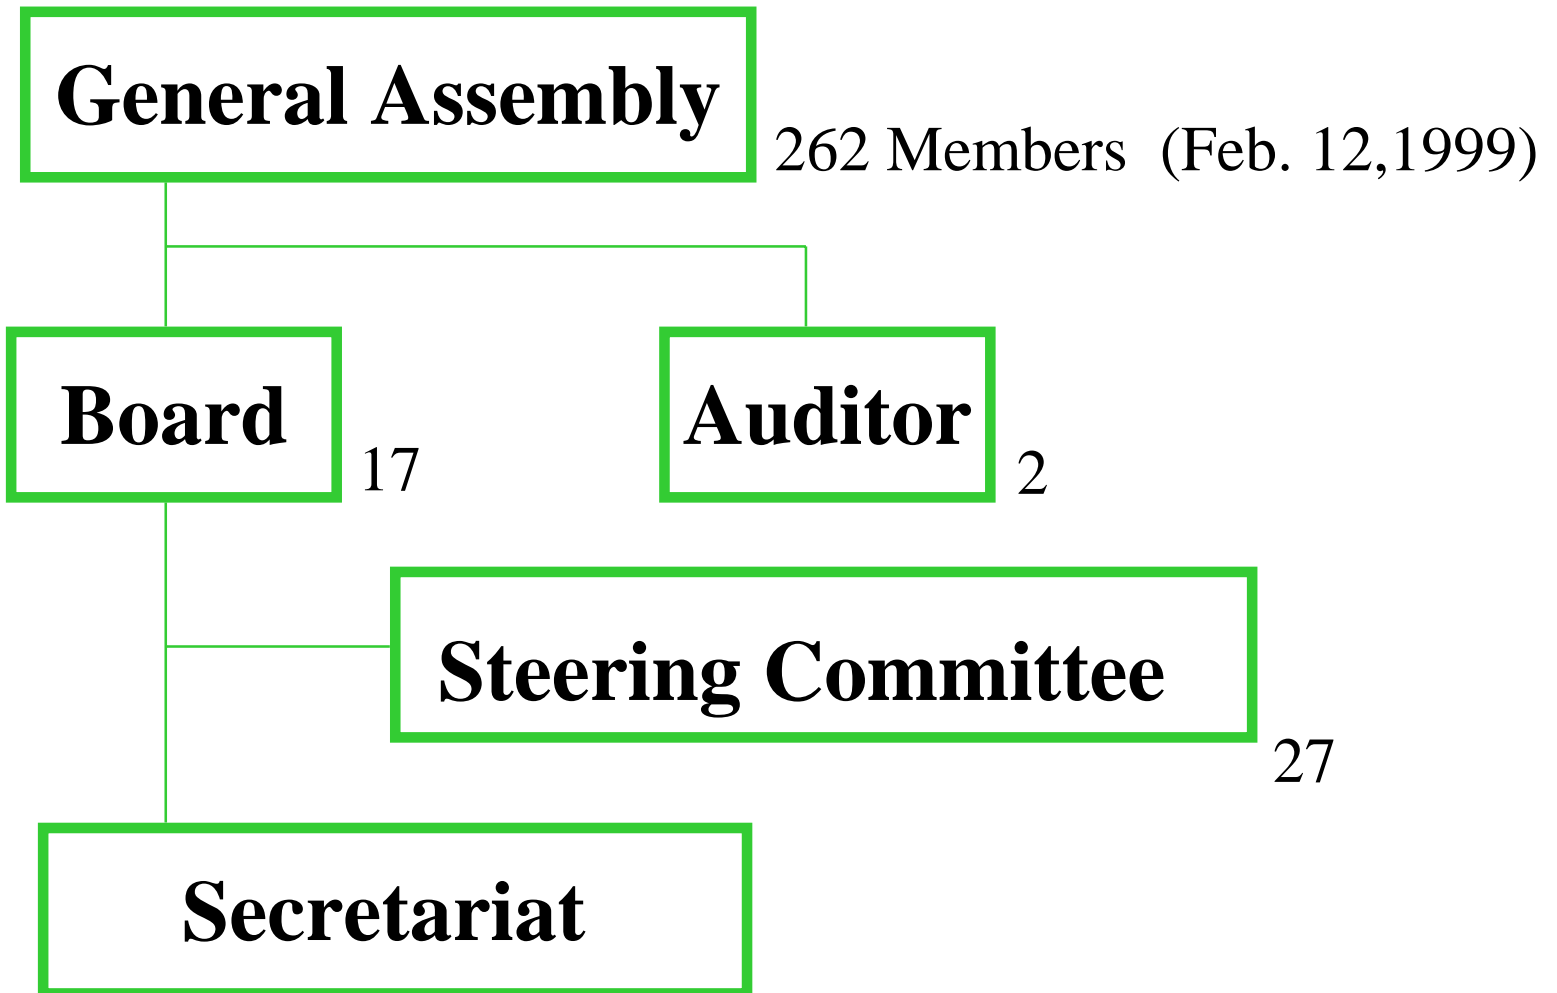 General Assembly
262 Members  (Feb. 12,1999)
Board
17
Auditor
2
Steering Committee
27
Secretariat